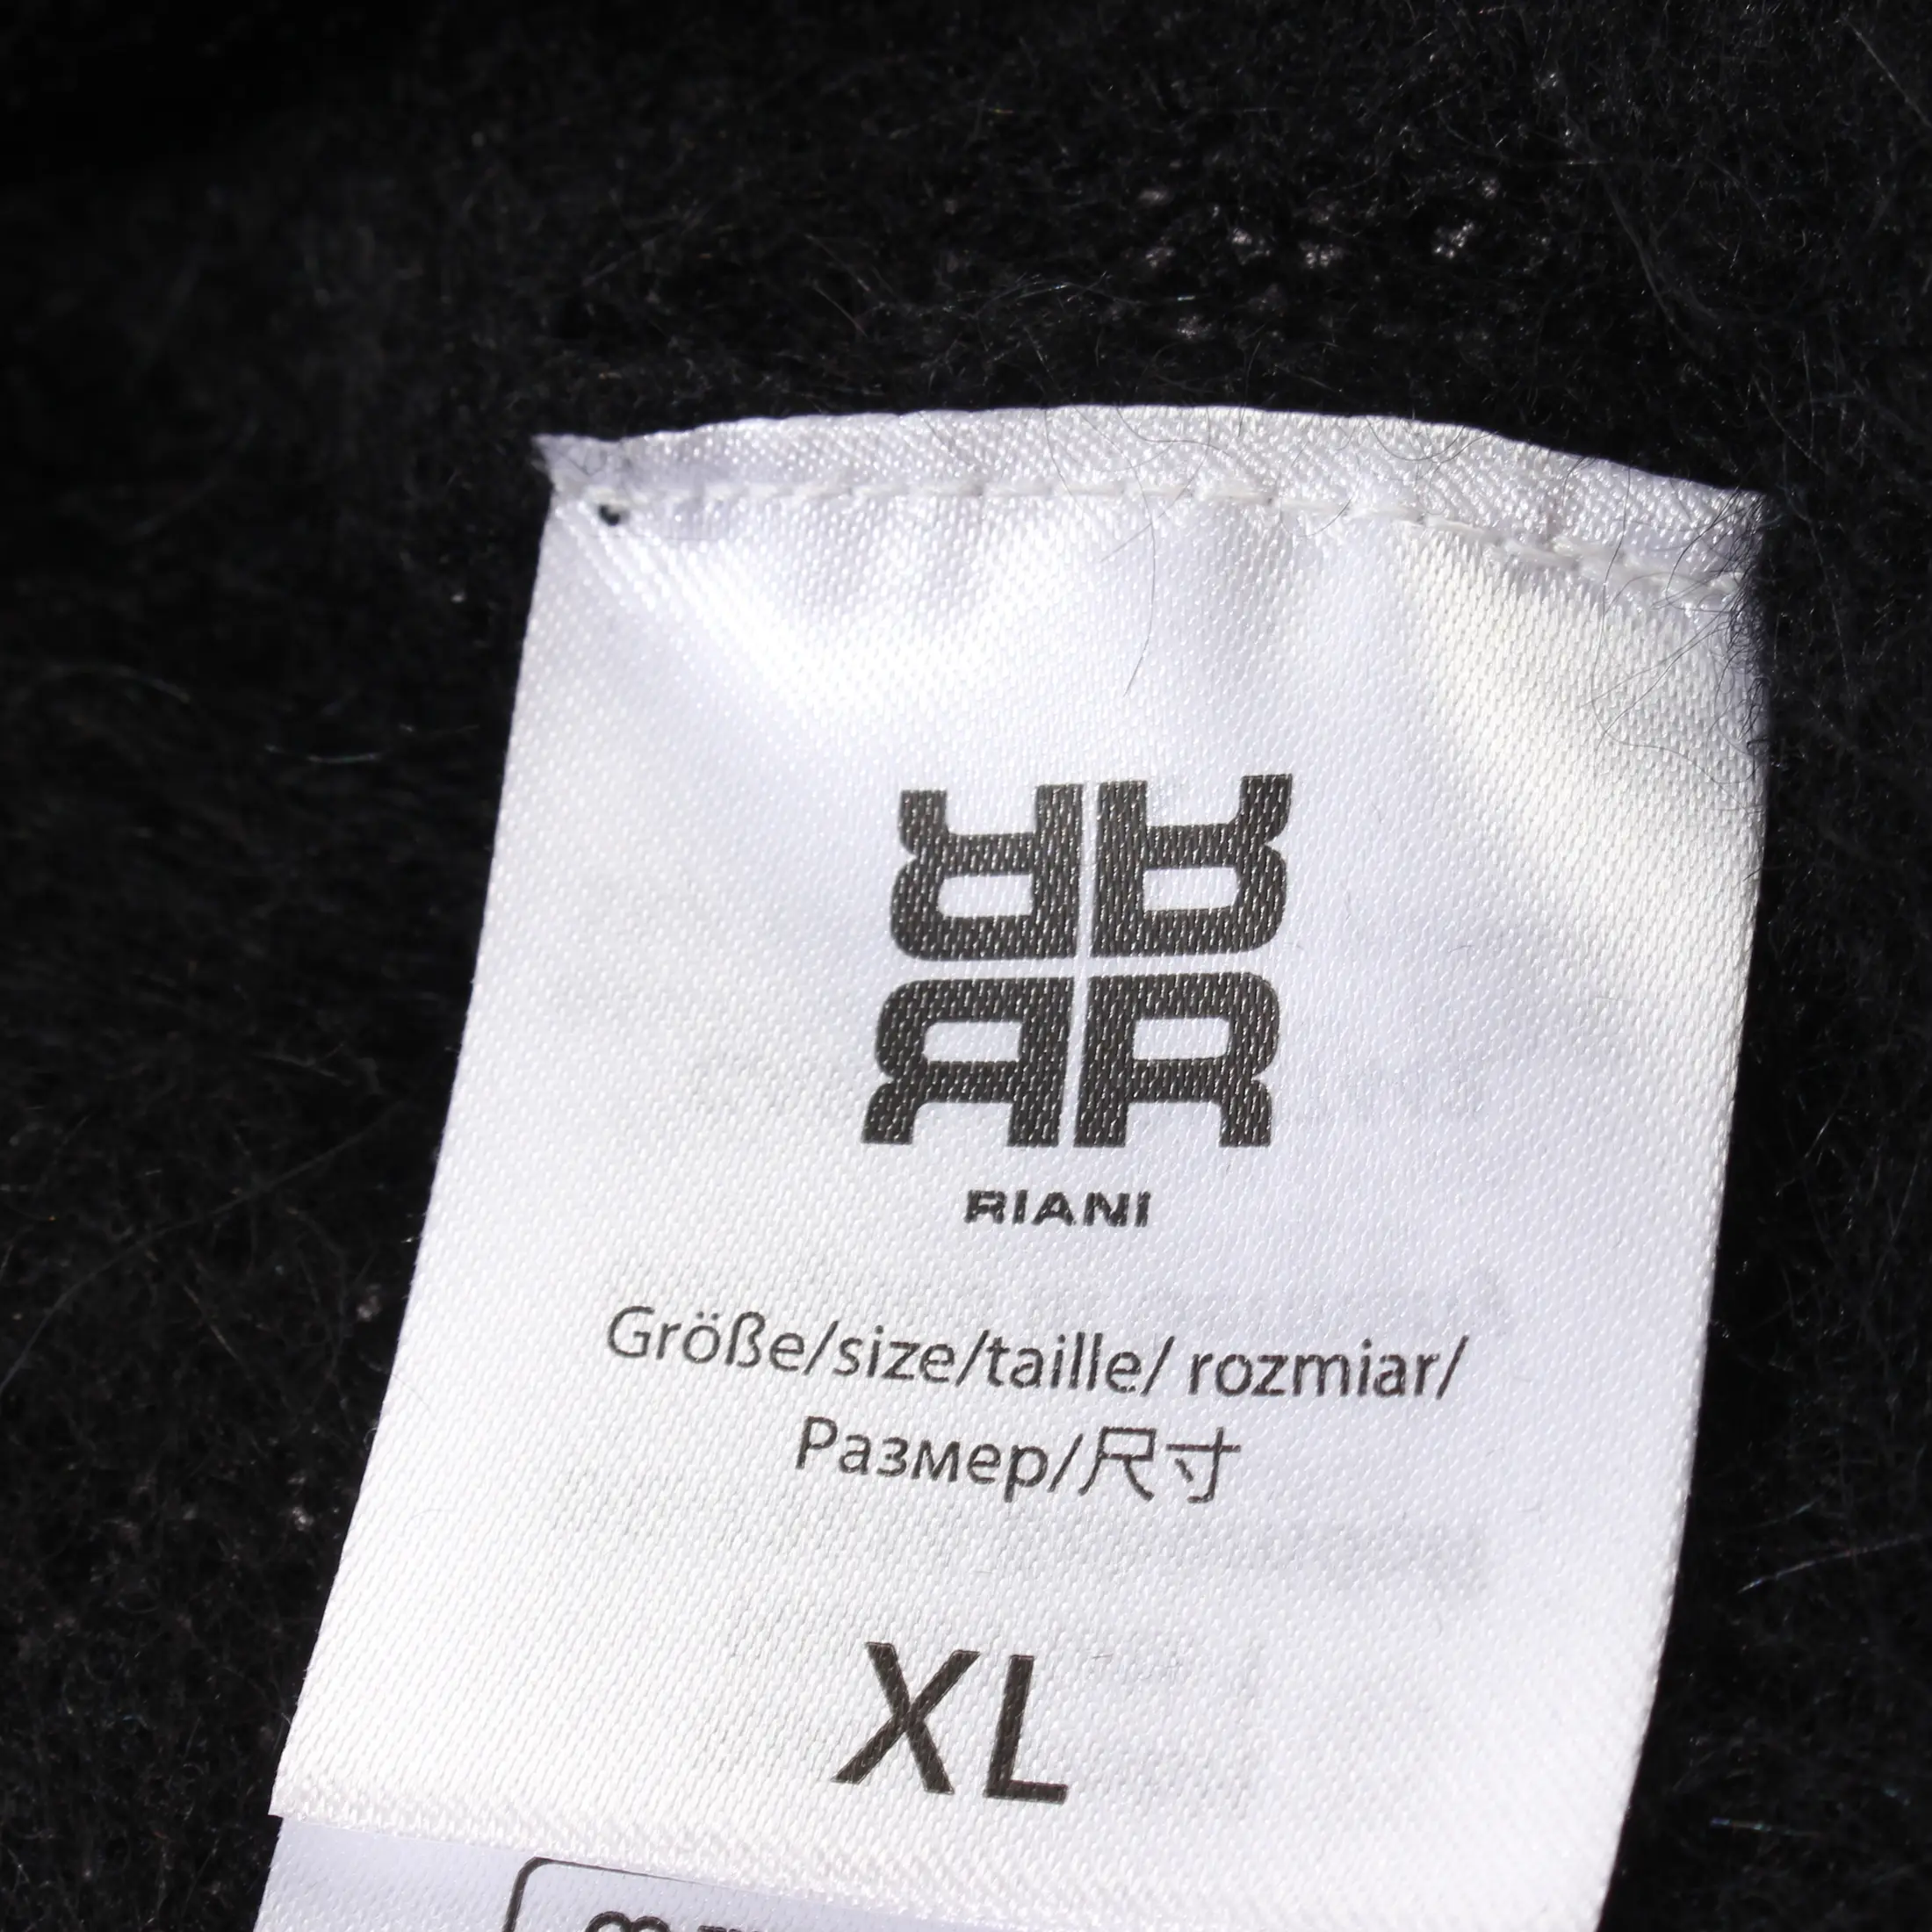 RIANI
Größe/size/taille/ rozmiar/
Размер/尺寸
XL